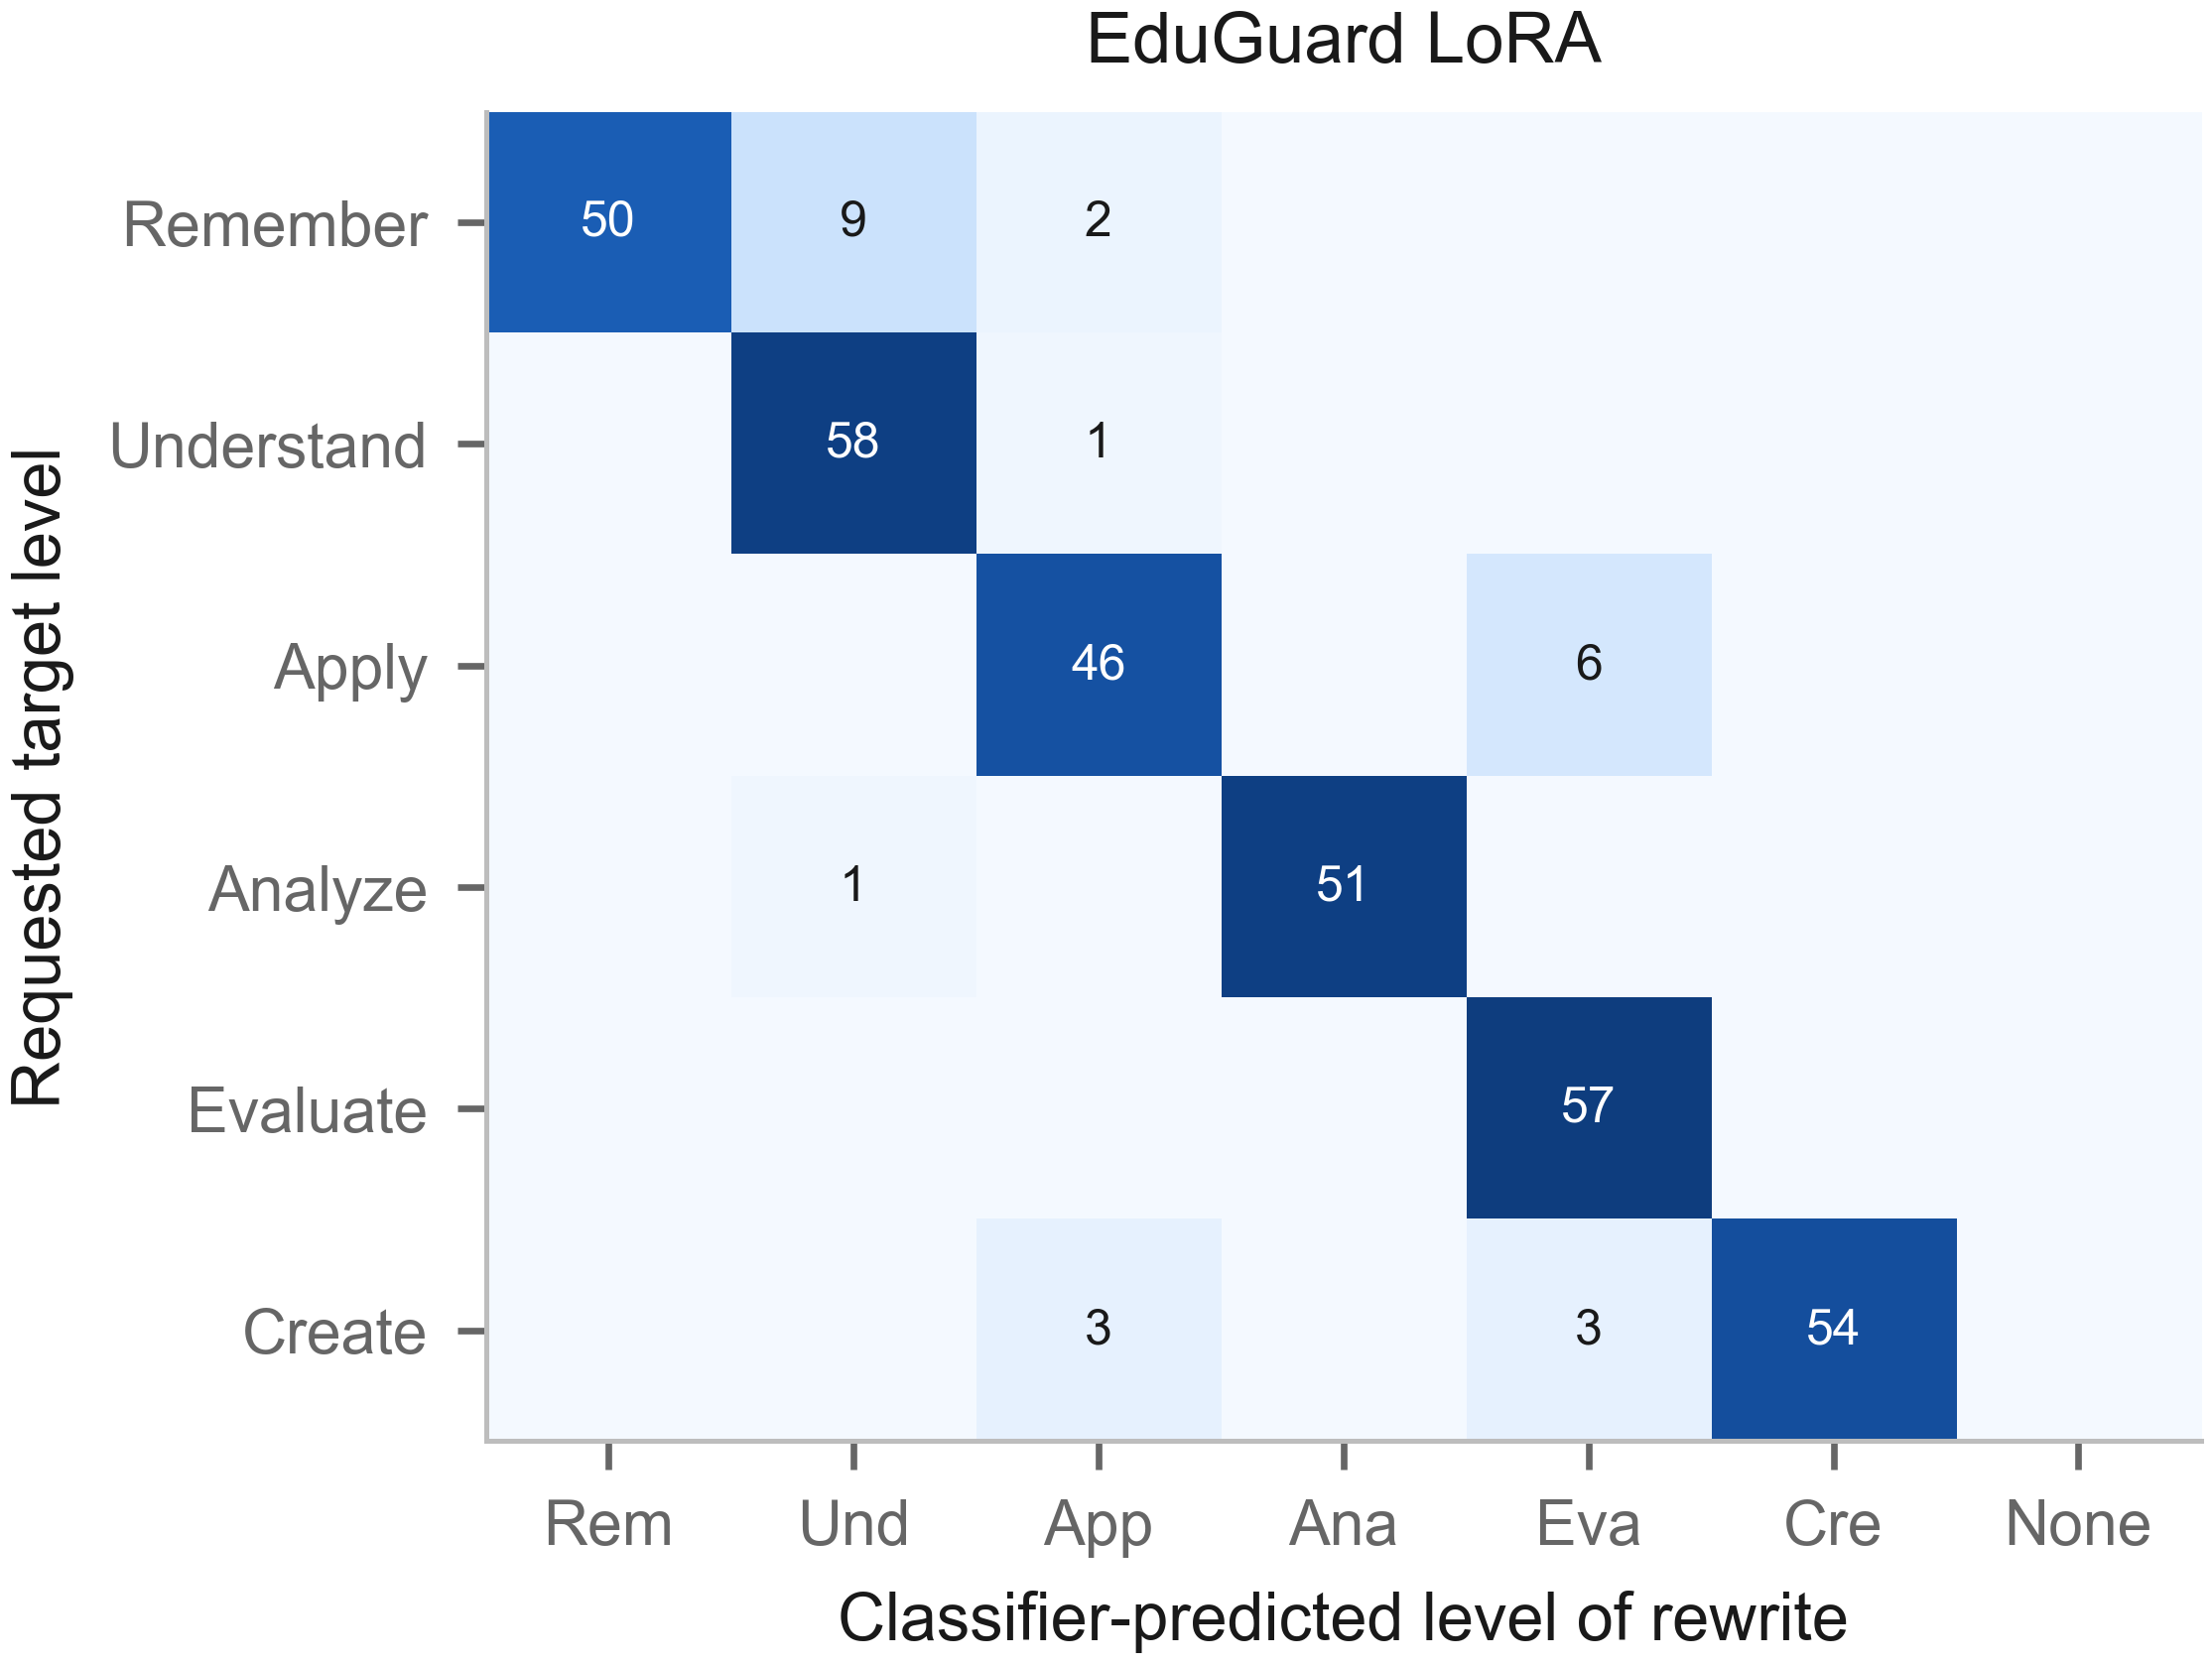 EduGuard LoRA
Requested target level
Remember 50 9 2
Understand 58 1
Apply 46 6
Analyze 1 51
Evaluate 57
Create 3 3 54
Rem Und App Ana Eva Cre None
Classifier-predicted level of rewrite